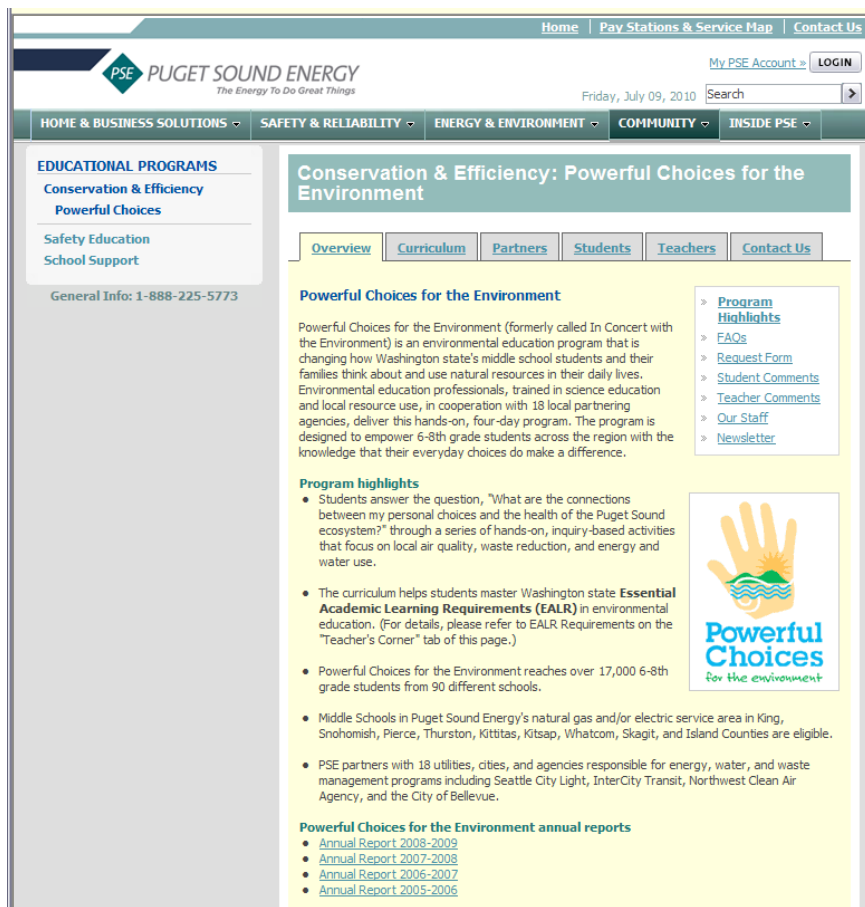 Home | Pay Stations & Service Map | Contact Us
PSE PUGET SOUND ENERGY
The Energy To Do Great Things
My PSE Account » LOGIN
Friday, July 09, 2010 Search
HOME & BUSINESS SOLUTIONS SAFETY & RELIABILITY ENERGY & ENVIRONMENT COMMUNITY INSIDE PSE
EDUCATIONAL PROGRAMS
Conservation & Efficiency
Powerful Choices
Safety Education
School Support
General Info: 1-888-225-5773
Conservation & Efficiency: Powerful Choices for the
Environment
Overview Curriculum Partners Students Teachers Contact Us
Powerful Choices for the Environment
Powerful Choices for the Environment (formerly called In Concert with
the Environment) is an environmental education program that is
changing how Washington state's middle school students and their
families think about and use natural resources in their daily lives.
Environmental education professionals, trained in science education
and local resource use, in cooperation with 18 local partnering
agencies, deliver this hands-on, four-day program. The program is
designed to empower 6-8th grade students across the region with the
knowledge that their everyday choices do make a difference.
» Program
Highlights
» FAQs
» Request Form
» Student Comments
» Teacher Comments
» Our Staff
» Newsletter
Program highlights
• Students answer the question, "What are the connections
between my personal choices and the health of the Puget Sound
ecosystem?" through a series of hands-on, inquiry-based activities
that focus on local air quality, waste reduction, and energy and
water use.
• The curriculum helps students master Washington state Essential
Academic Learning Requirements (EALR) in environmental
education. (For details, please refer to EALR Requirements on the
"Teacher's Corner" tab of this page.)
• Powerful Choices for the Environment reaches over 17,000 6-8th
grade students from 90 different schools.
Powerful
Choices
for the environment
• Middle Schools in Puget Sound Energy's natural gas and/or electric service area in King,
Snohomish, Pierce, Thurston, Kittitas, Kitsap, Whatcom, Skagit, and Island Counties are eligible.
• PSE partners with 18 utilities, cities, and agencies responsible for energy, water, and waste
management programs including Seattle City Light, InterCity Transit, Northwest Clean Air
Agency, and the City of Bellevue.
Powerful Choices for the Environment annual reports
• Annual Report 2008-2009
• Annual Report 2007-2008
• Annual Report 2006-2007
• Annual Report 2005-2006